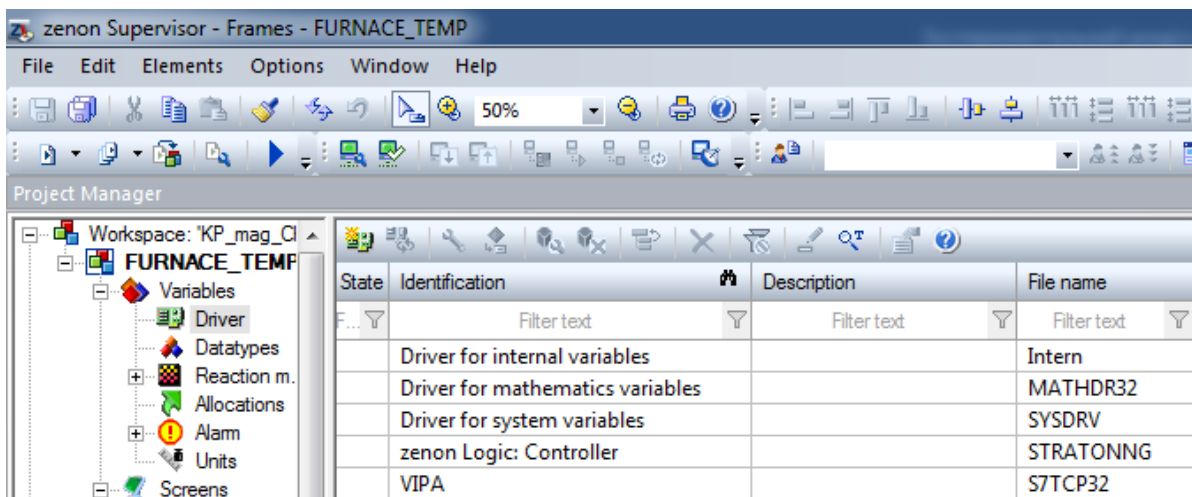 zenon Supervisor - Frames - FURNACE_TEMP
File Edit Elements Options Window Help
50%
Project Manager
Workspace: 'KP_mag_Cl
FURNACE_TEMP
Variables
Driver
Datatypes
Reaction m.
Allocations
Alarm
Units
Screens
State Identification Description File name
F... Filter text Filter text Filter text
Driver for internal variables Intern
Driver for mathematics variables MATHDR32
Driver for system variables SYSDRV
zenon Logic: Controller STRATONNG
VIPA S7TCP32